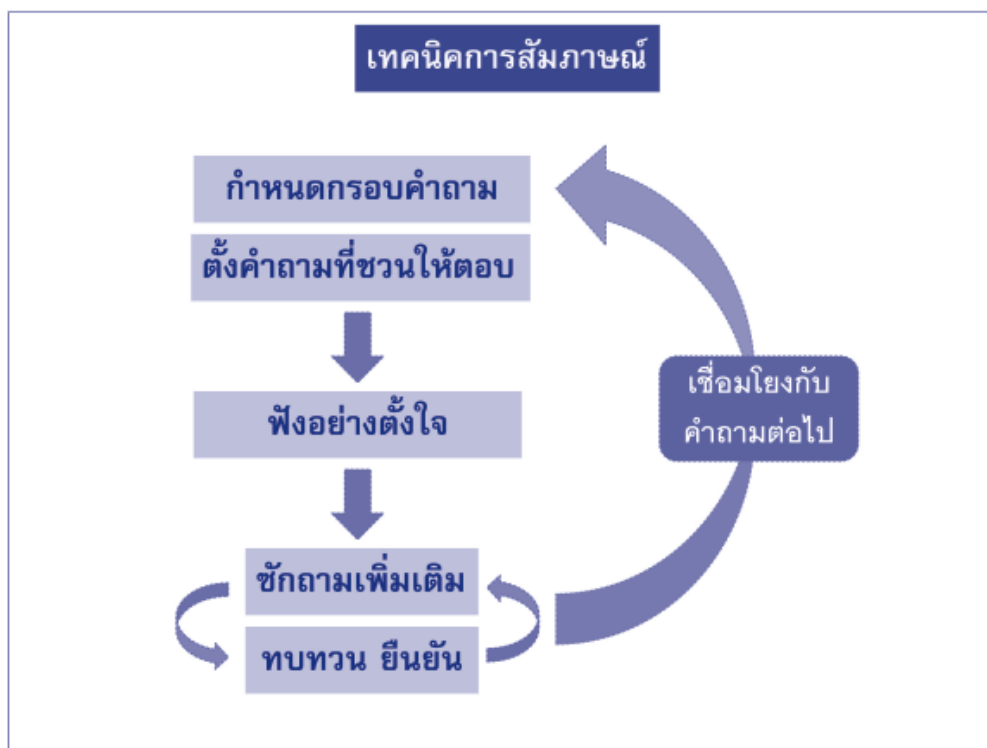 เทคนิคการสัมภาษณ์
กำหนดกรอบคำถาม
ตั้งคำถามที่ชวนให้ตอบ
ฟังอย่างตั้งใจ
เชื่อมโยงกับ
คำถามต่อไป
ซักถามเพิ่มเติม
ทบทวน ยืนยัน